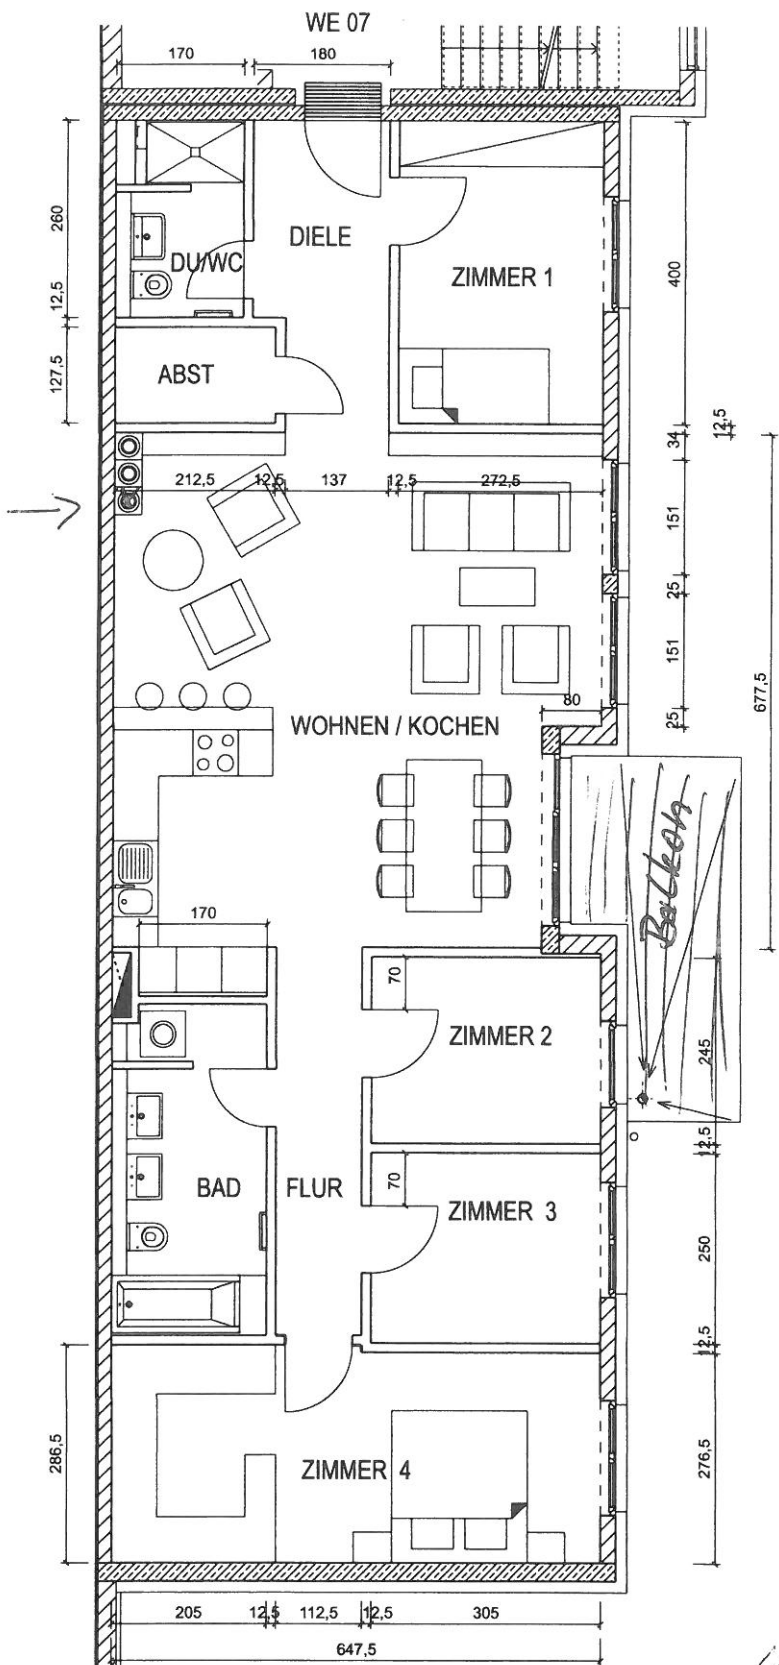 WE 07
170
180
DIELE
DU/WC
ZIMMER 1
260
12,5
127,5
400
ABST
34
12,5
212,5
12,5
137
12,5
272,5
151
25
151
25
677,5
80
WOHNEN / KOCHEN
Balkon
170
70
ZIMMER 2
245
12,5
BAD
FLUR
70
ZIMMER 3
250
12,5
286,5
ZIMMER 4
276,5
205
12,5
112,5
12,5
305
647,5